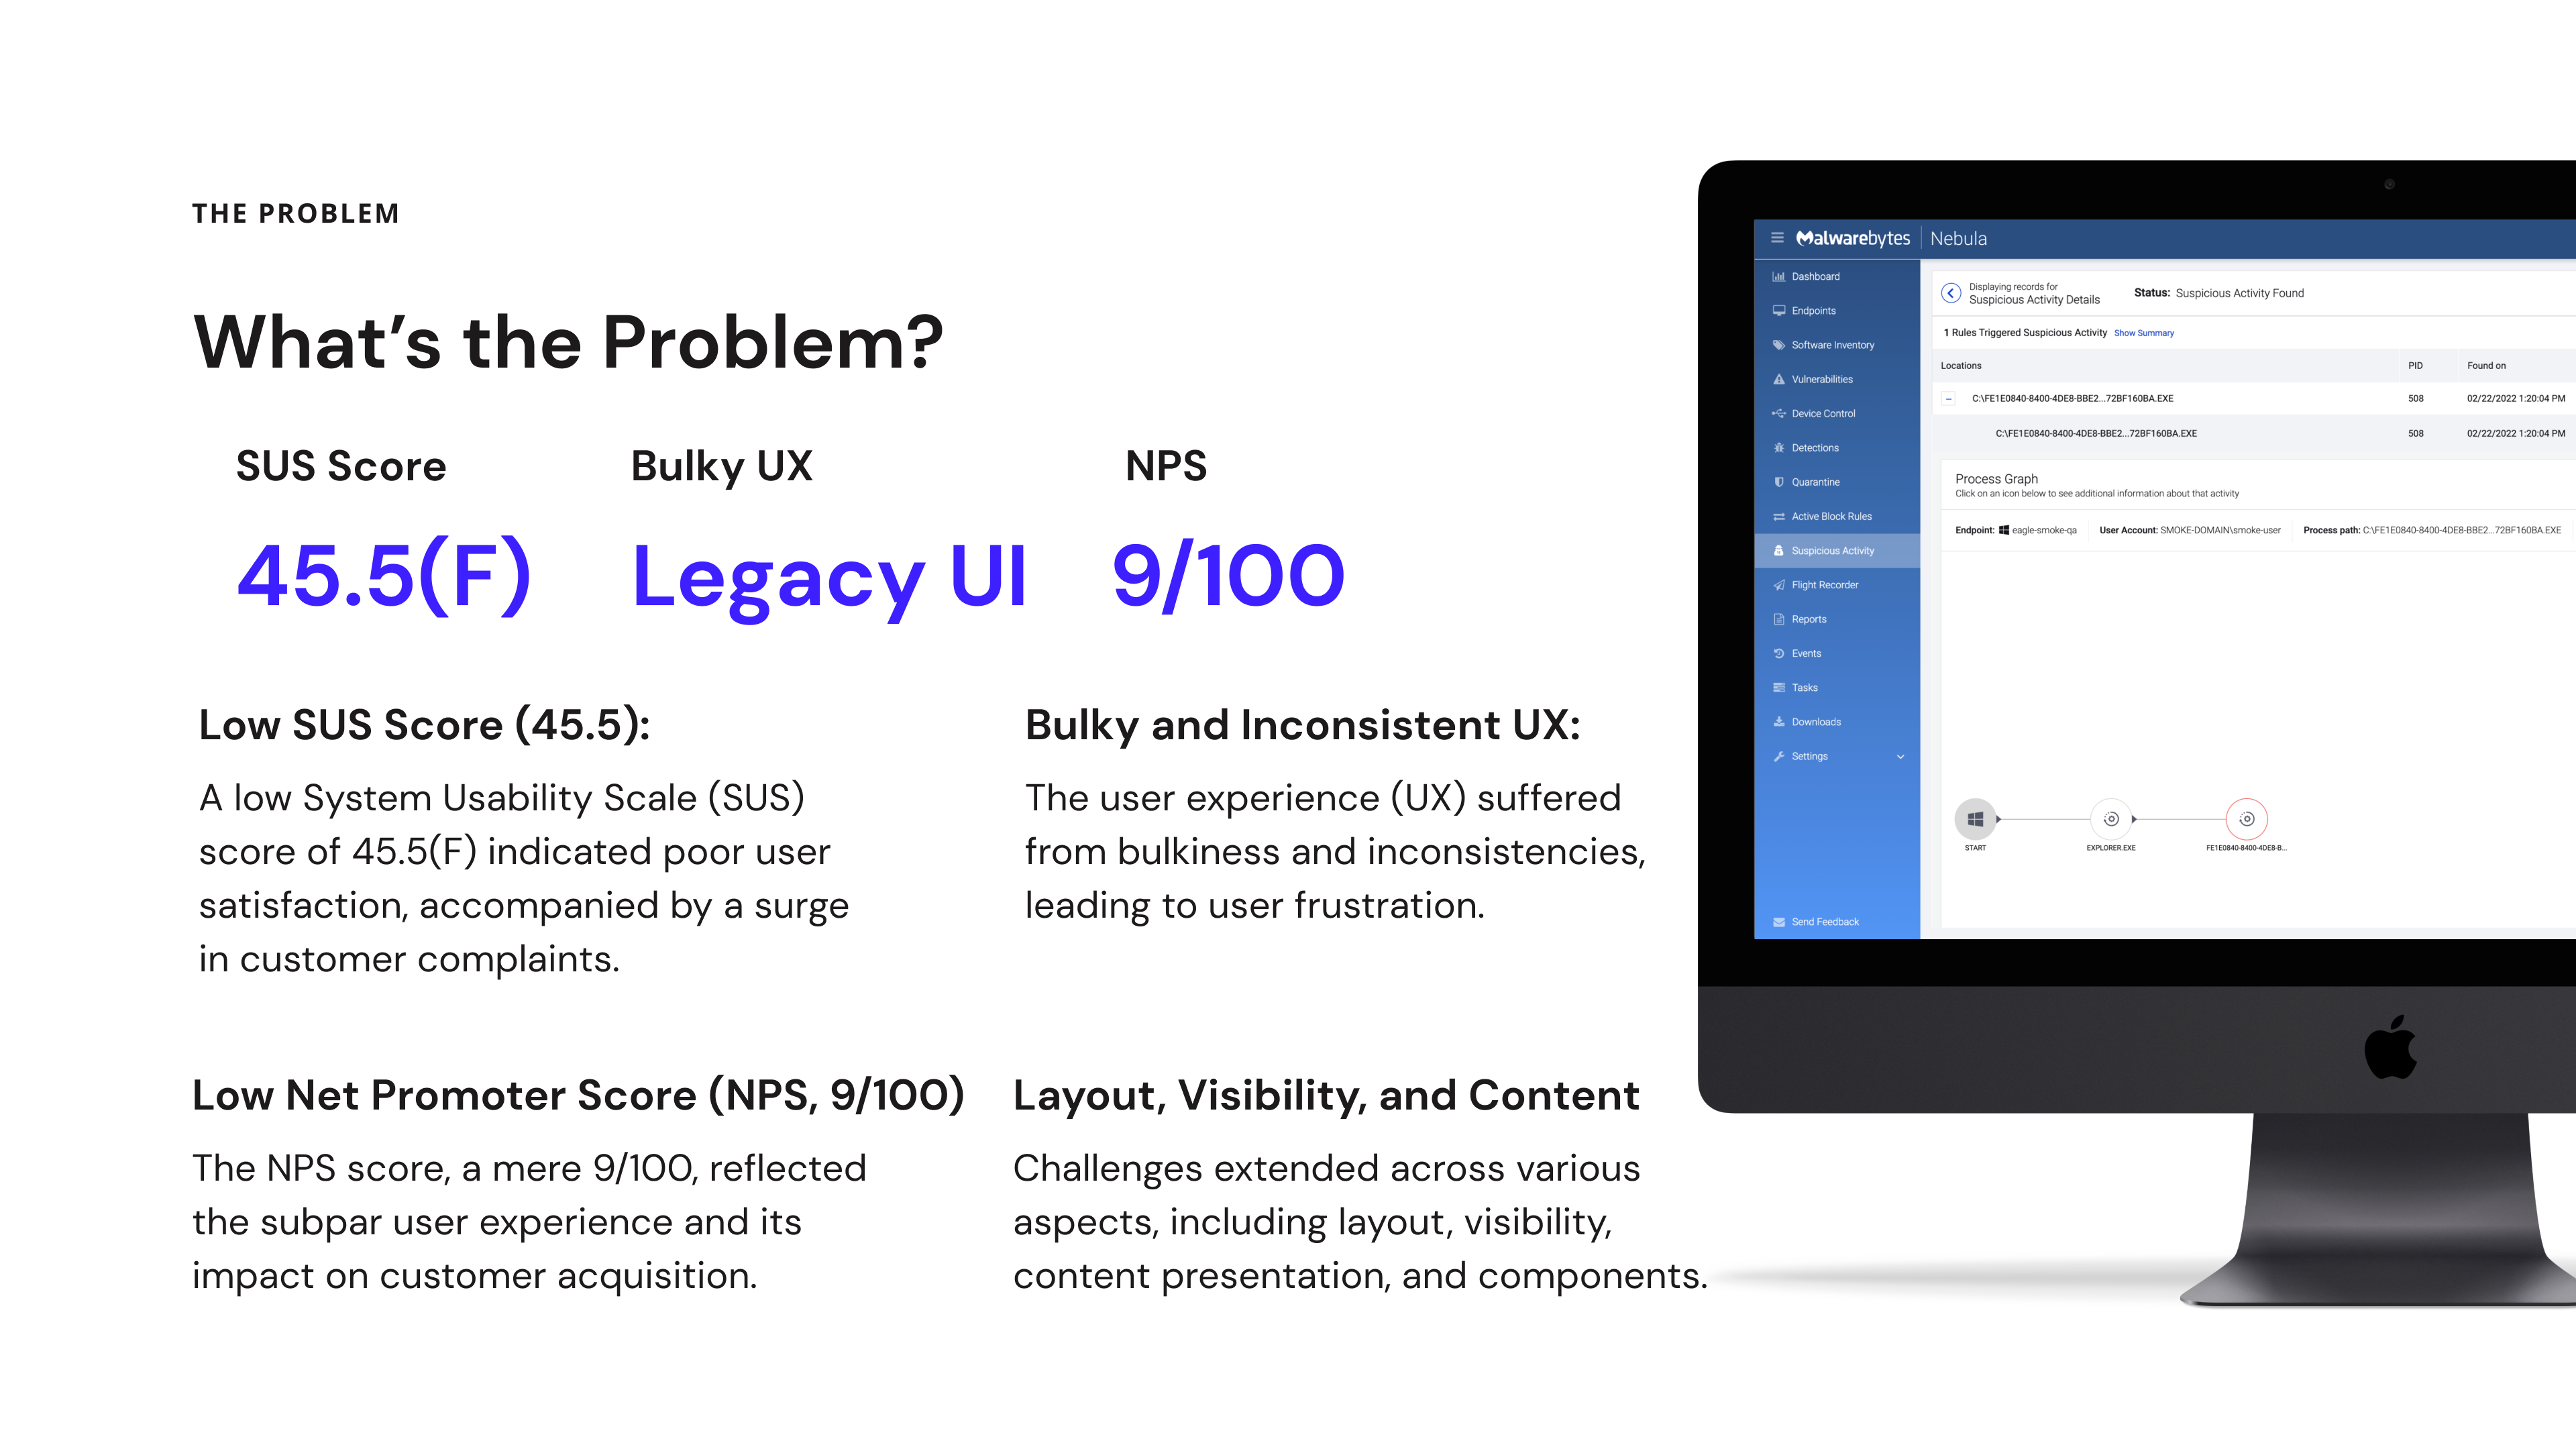 THE PROBLEM
What's the Problem?
SUS Score
Bulky UX
NPS
45.5(F)
Legacy UI
9/100
Low SUS Score (45.5):
A low System Usability Scale (SUS)
score of 45.5(F) indicated poor user
satisfaction, accompanied by a surge
in customer complaints.
Bulky and Inconsistent UX:
The user experience (UX) suffered
from bulkiness and inconsistencies,
leading to user frustration.
Low Net Promoter Score (NPS, 9/100)
The NPS score, a mere 9/100, reflected
the subpar user experience and its
impact on customer acquisition.
Layout, Visibility, and Content
Challenges extended across various
aspects, including layout, visibility,
content presentation, and components.
Malwarebytes Nebula
Dashboard
Endpoints
Software Inventory
Vulnerabilities
Device Control
Detections
Quarantine
Active Block Rules
Suspicious Activity
Flight Recorder
Reports
Events
Tasks
Downloads
Settings
Send Feedback
Displaying records for
Suspicious Activity Details
Status: Suspicious Activity Found
1 Rules Triggered Suspicious Activity Show Summary
Locations PID Found on
C:\FE1E0840-8400-4DE8-BBE2...72BF160BA.EXE 508 02/22/2022 1:20:04 PM
C:\FE1E0840-8400-4DE8-BBE2...72BF160BA.EXE 508 02/22/2022 1:20:04 PM
Process Graph
Click on an icon below to see additional information about that activity
Endpoint: eagle-smoke-qa User Account: SMOKE-DOMAIN\smoke-user Process path: C:\FE1E0840-8400-4DE8-BBE2...72BF160BA.EXE
START EXPLORER.EXE FE1E0840-8400-4DE8-B...